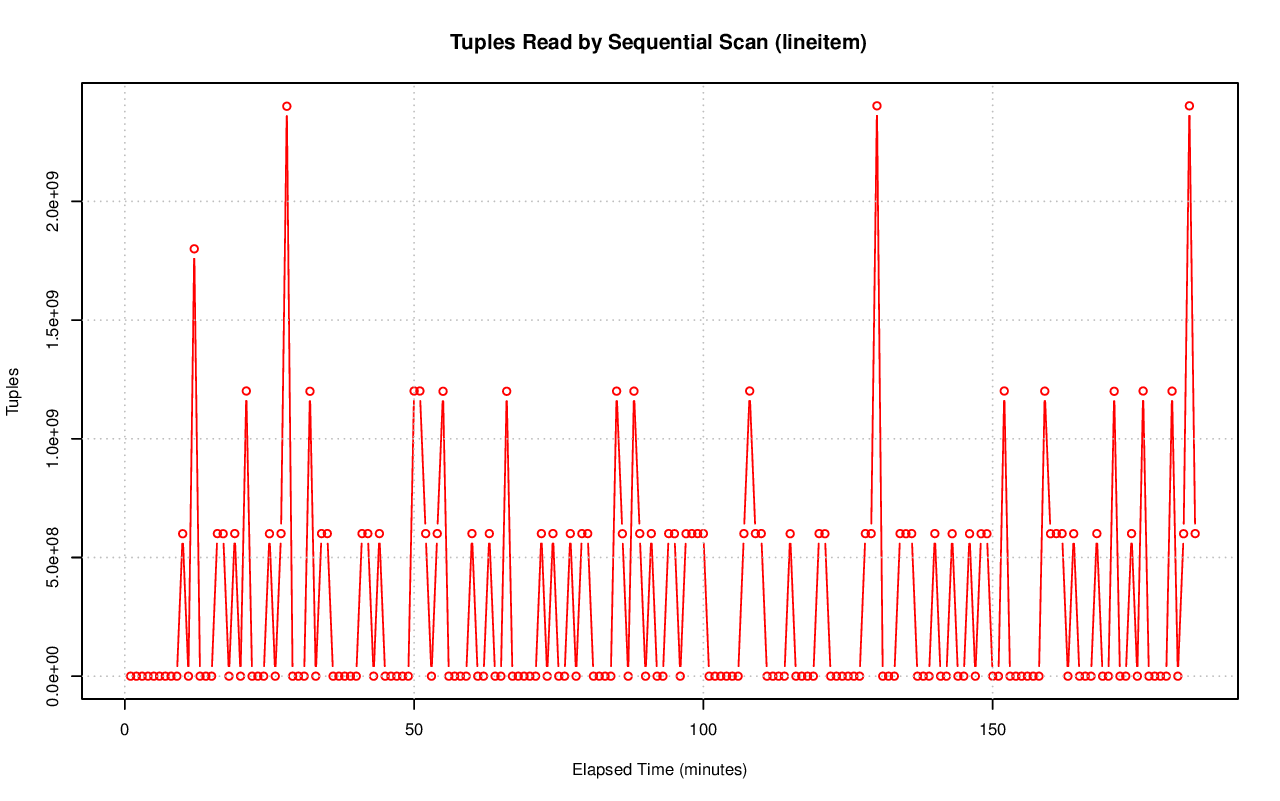 Tuples Read by Sequential Scan (lineitem)
Tuples
2.0e+09
1.5e+09
1.0e+09
5.0e+08
0.0e+00
0 50 100 150
Elapsed Time (minutes)